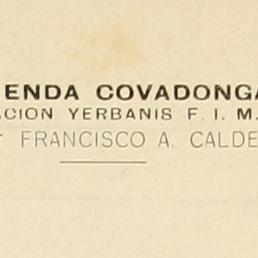 ENDA COVADONGA
ACION YERBANIS F. I. M.
FRANCISCO A. CALDE